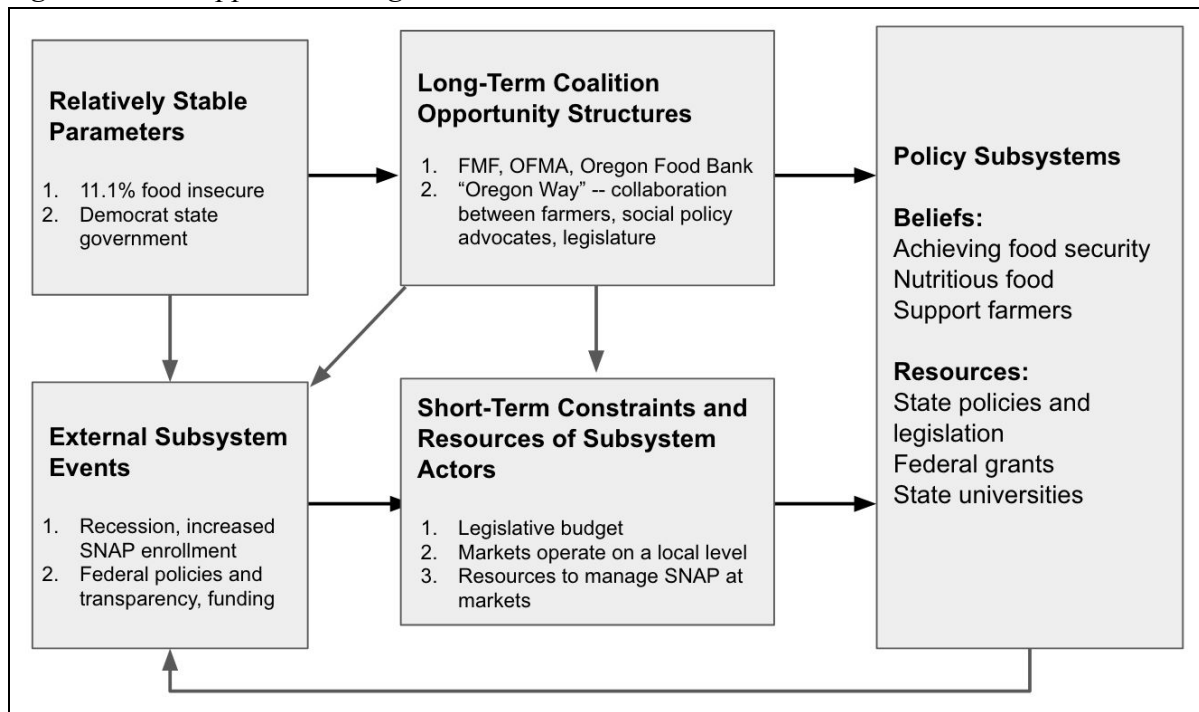 Relatively Stable
Parameters
1. 11.1% food insecure
2. Democrat state
government
Long-Term Coalition
Opportunity Structures
1. FMF, OFMA, Oregon Food Bank
2. “Oregon Way” -- collaboration
between farmers, social policy
advocates, legislature
External Subsystem
Events
1. Recession, increased
SNAP enrollment
2. Federal policies and
transparency, funding
Short-Term Constraints and
Resources of Subsystem
Actors
1. Legislative budget
2. Markets operate on a local level
3. Resources to manage SNAP at
markets
Policy Subsystems
Beliefs:
Achieving food security
Nutritious food
Support farmers
Resources:
State policies and
legislation
Federal grants
State universities